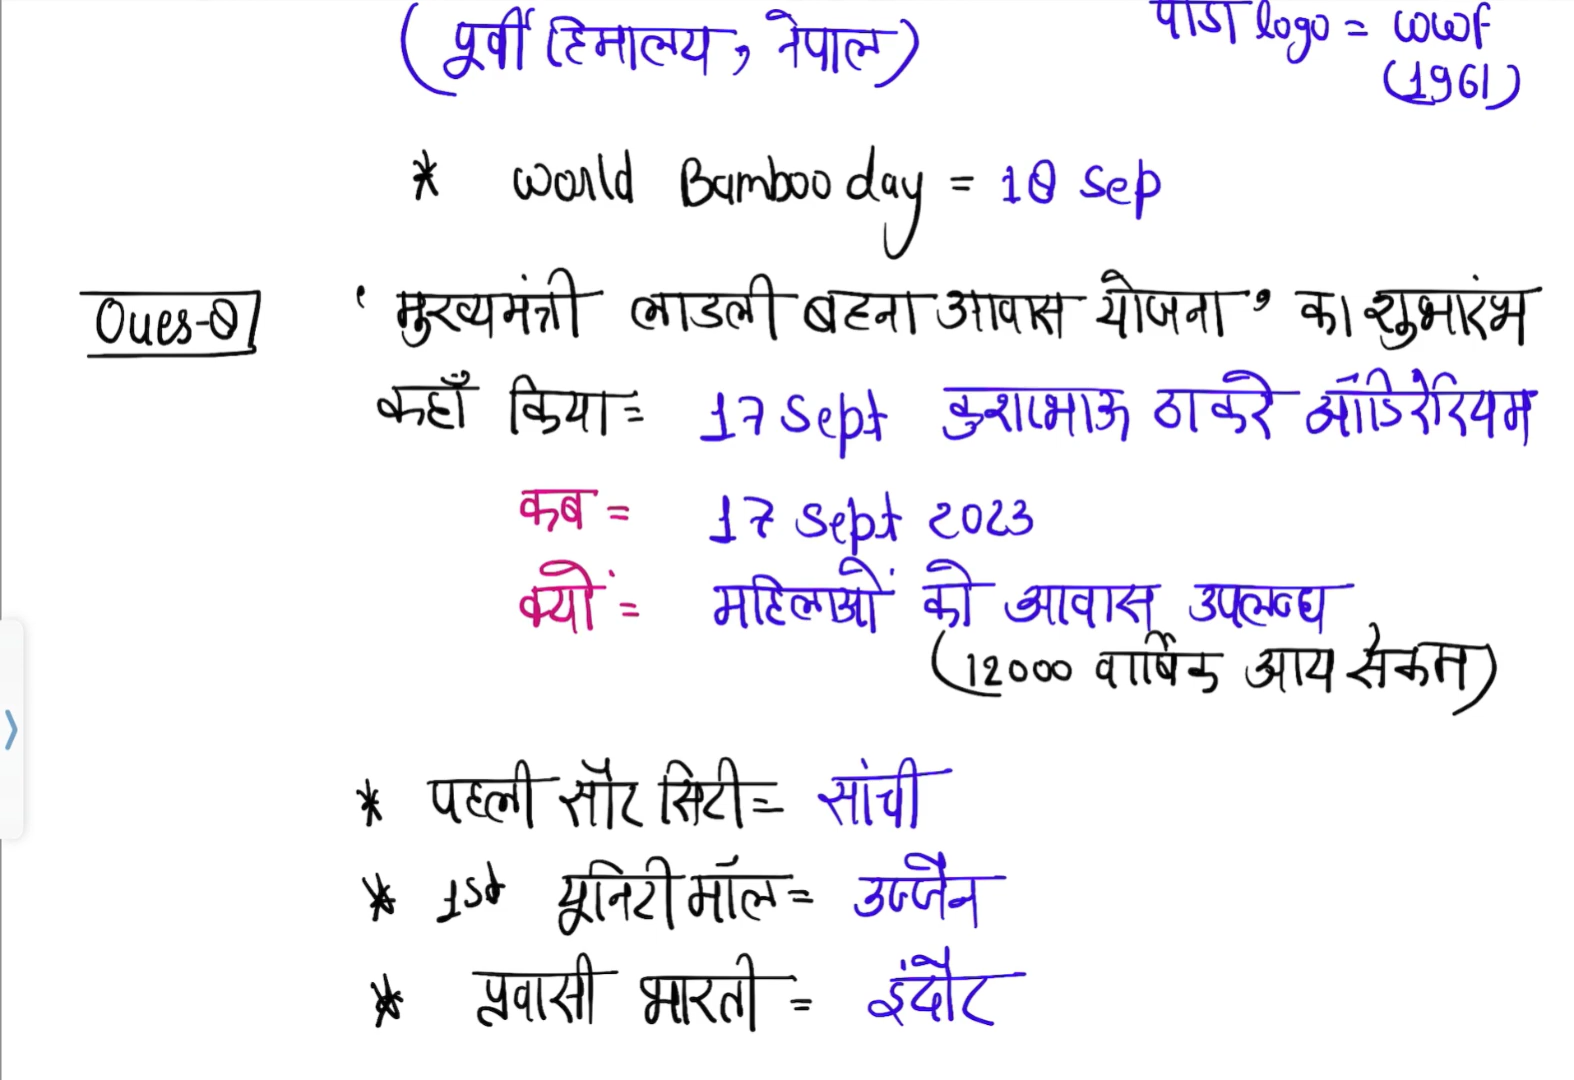 (पूर्वी हिमालय, नेपाल)
पांडा logo = wwf
(1961)
* World Bamboo day = 18 Sep
Ques-8 ‘मुख्यमंत्री लाडली बहना आवास योजना’ का शुभारंभ
कहाँ किया = 17 Sept कुशाभाऊ ठाकरे ऑडिटोरियम
कब = 17 Sept 2023
क्यों = महिलाओं को आवास उपलब्ध
(12000 वार्षिक आय
* पहली सौर सिटी = सांची
* 1st यूनिटी मॉल = उज्जैन
* प्रवासी भारती = इंदौर